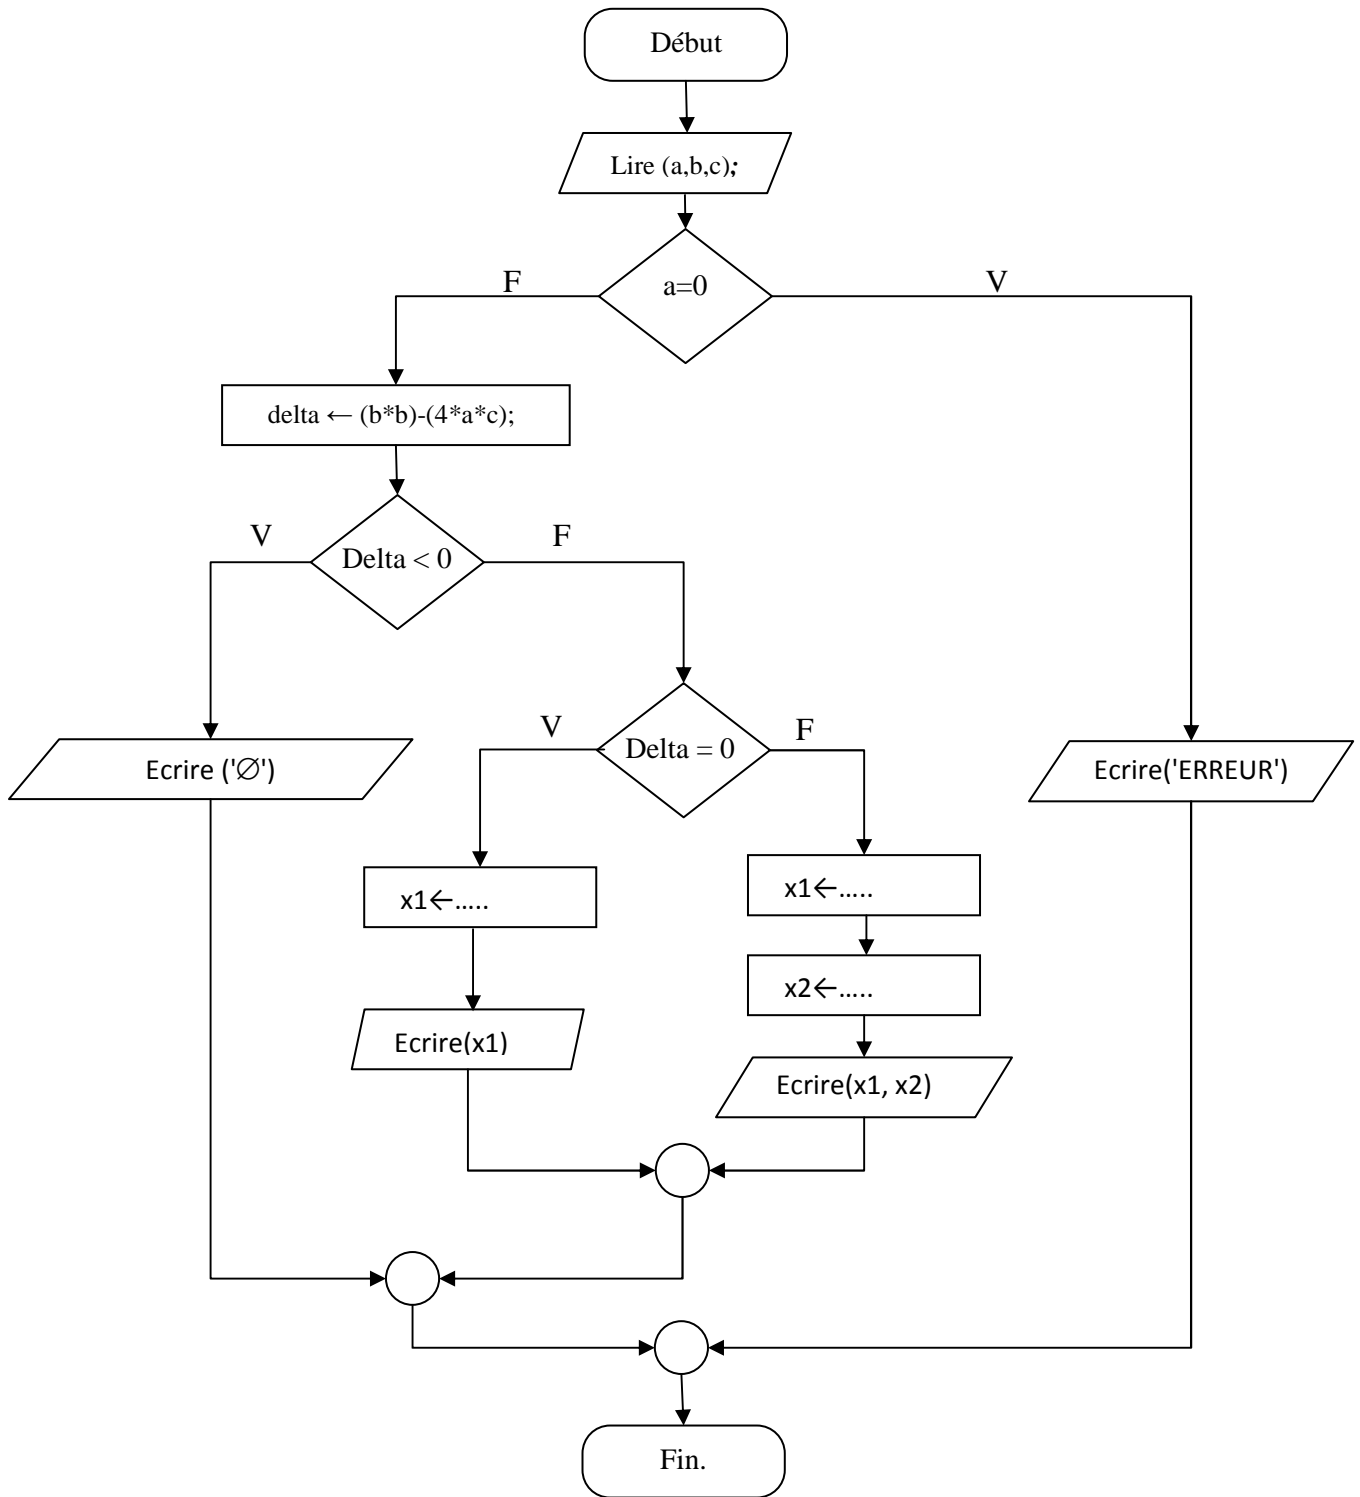 Début
Lire (a,b,c);
a=0
F
V
delta ← (b*b)-(4*a*c);
Delta < 0
V
F
Delta = 0
V
F
Ecrire ('∅')
Ecrire('ERREUR')
x1←.....
x1←.....
x2←.....
Ecrire(x1)
Ecrire(x1, x2)
Fin.